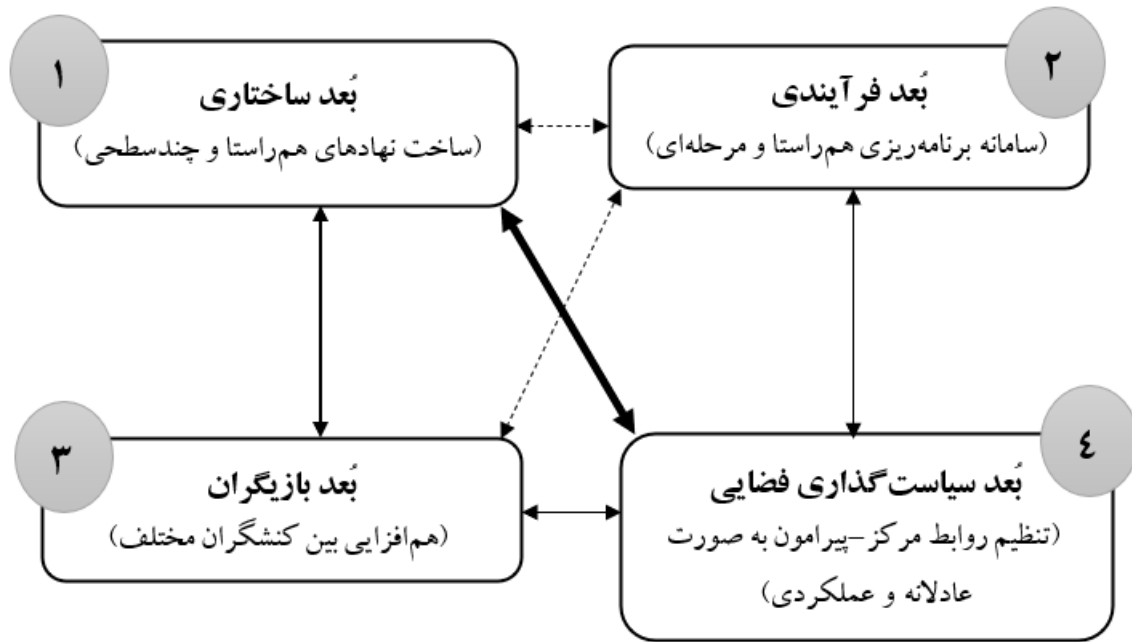 ۱
بُعد ساختاری
(ساخت نهادهای هم‌راستا و چندسطحی)
۲
بُعد فرآیندی
(سامانه برنامه‌ریزی هم‌راستا و مرحله‌ای)
۳
بُعد بازیگران
(هم‌افزایی بین کنشگران مختلف)
٤
بُعد سیاست‌گذاری فضایی
(تنظیم روابط مرکز-پیرامون به صورت
عادلانه و عملکردی)